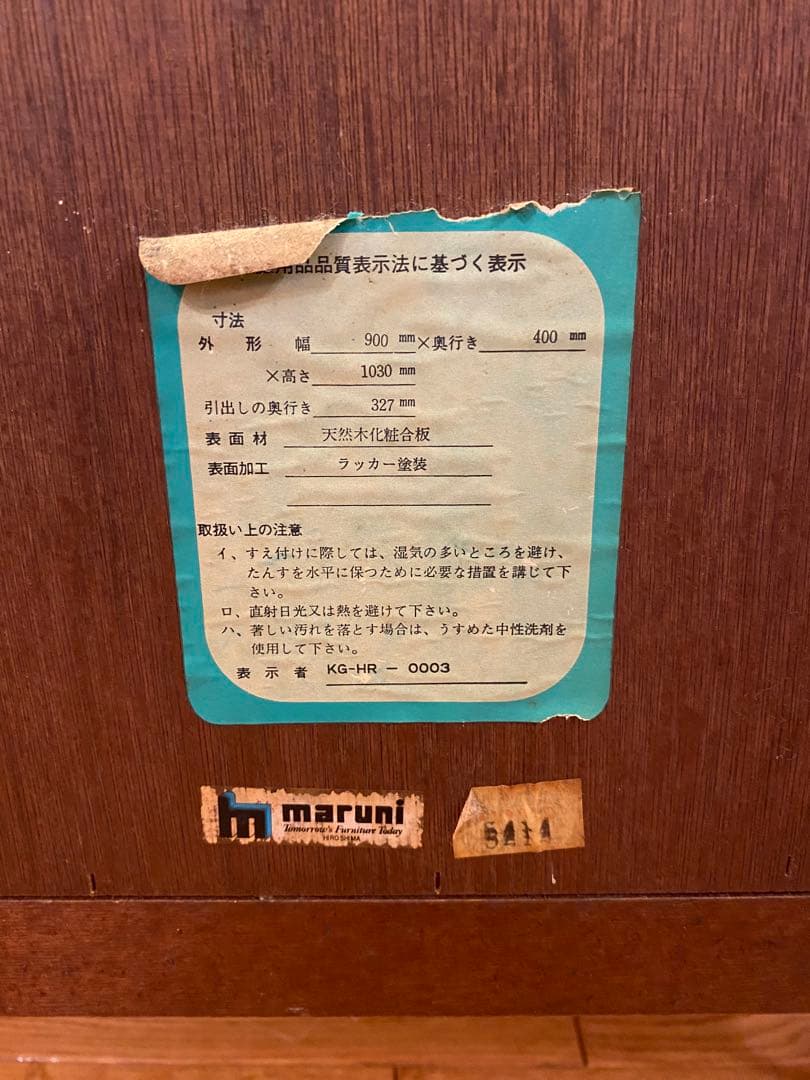 用品品質表示法に基づく表示
寸法
外形 幅 900 mm ×奥行き 400 mm
×高さ 1030 mm
引出しの奥行き 327 mm
表面材 天然木化粧合板
表面加工 ラッカー塗装
取扱い上の注意
イ、すえ付けに際しては、湿気の多いところを避け、
たんすを水平に保つために必要な措置を講じて下
さい。
ロ、直射日光又は熱を避けて下さい。
ハ、著しい汚れを落とす場合は、うすめた中性洗剤を
使用して下さい。
表示者 KG-HR - 0003
m maruni
Tomorrow's Furniture Today
HIROSHIMA